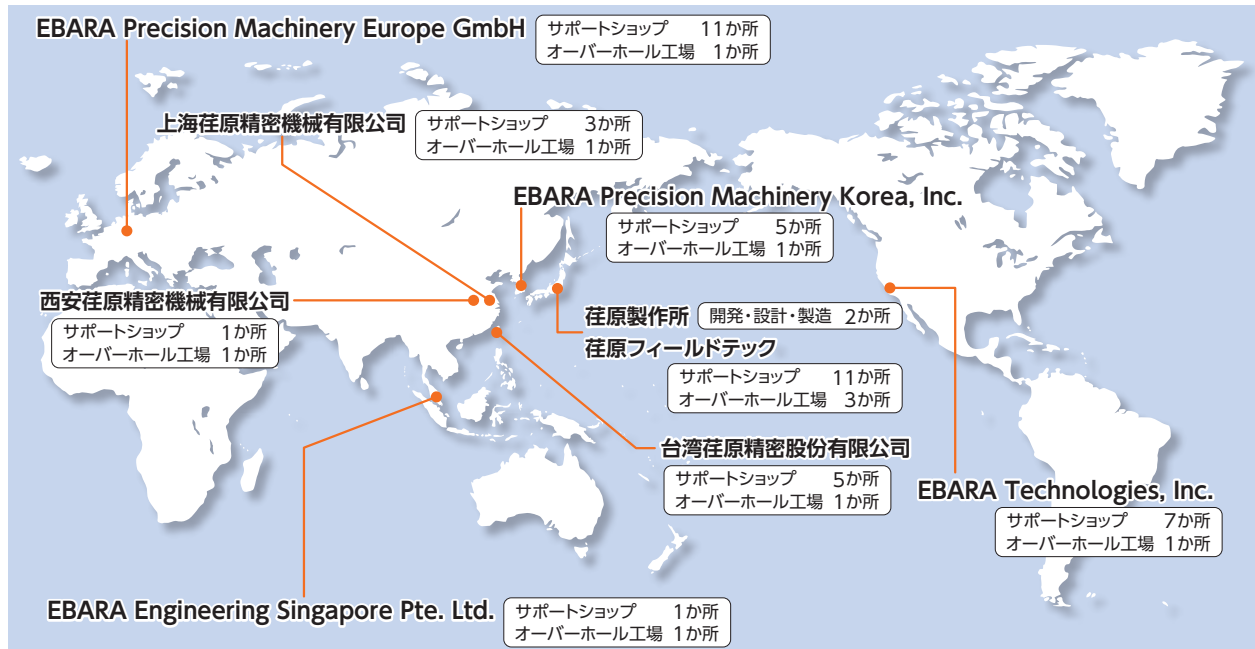 EBARA Precision Machinery Europe GmbH
サポートショップ 11か所
オーバーホール工場 1か所
上海荏原精密機械有限公司
サポートショップ 3か所
オーバーホール工場 1か所
EBARA Precision Machinery Korea, Inc.
サポートショップ 5か所
オーバーホール工場 1か所
西安荏原精密機械有限公司
サポートショップ 1か所
オーバーホール工場 1か所
荏原製作所 開発・設計・製造 2か所
荏原フィールドテック
サポートショップ 11か所
オーバーホール工場 3か所
台湾荏原精密股份有限公司
サポートショップ 5か所
オーバーホール工場 1か所
EBARA Technologies, Inc.
サポートショップ 7か所
オーバーホール工場 1か所
EBARA Engineering Singapore Pte. Ltd.
サポートショップ 1か所
オーバーホール工場 1か所